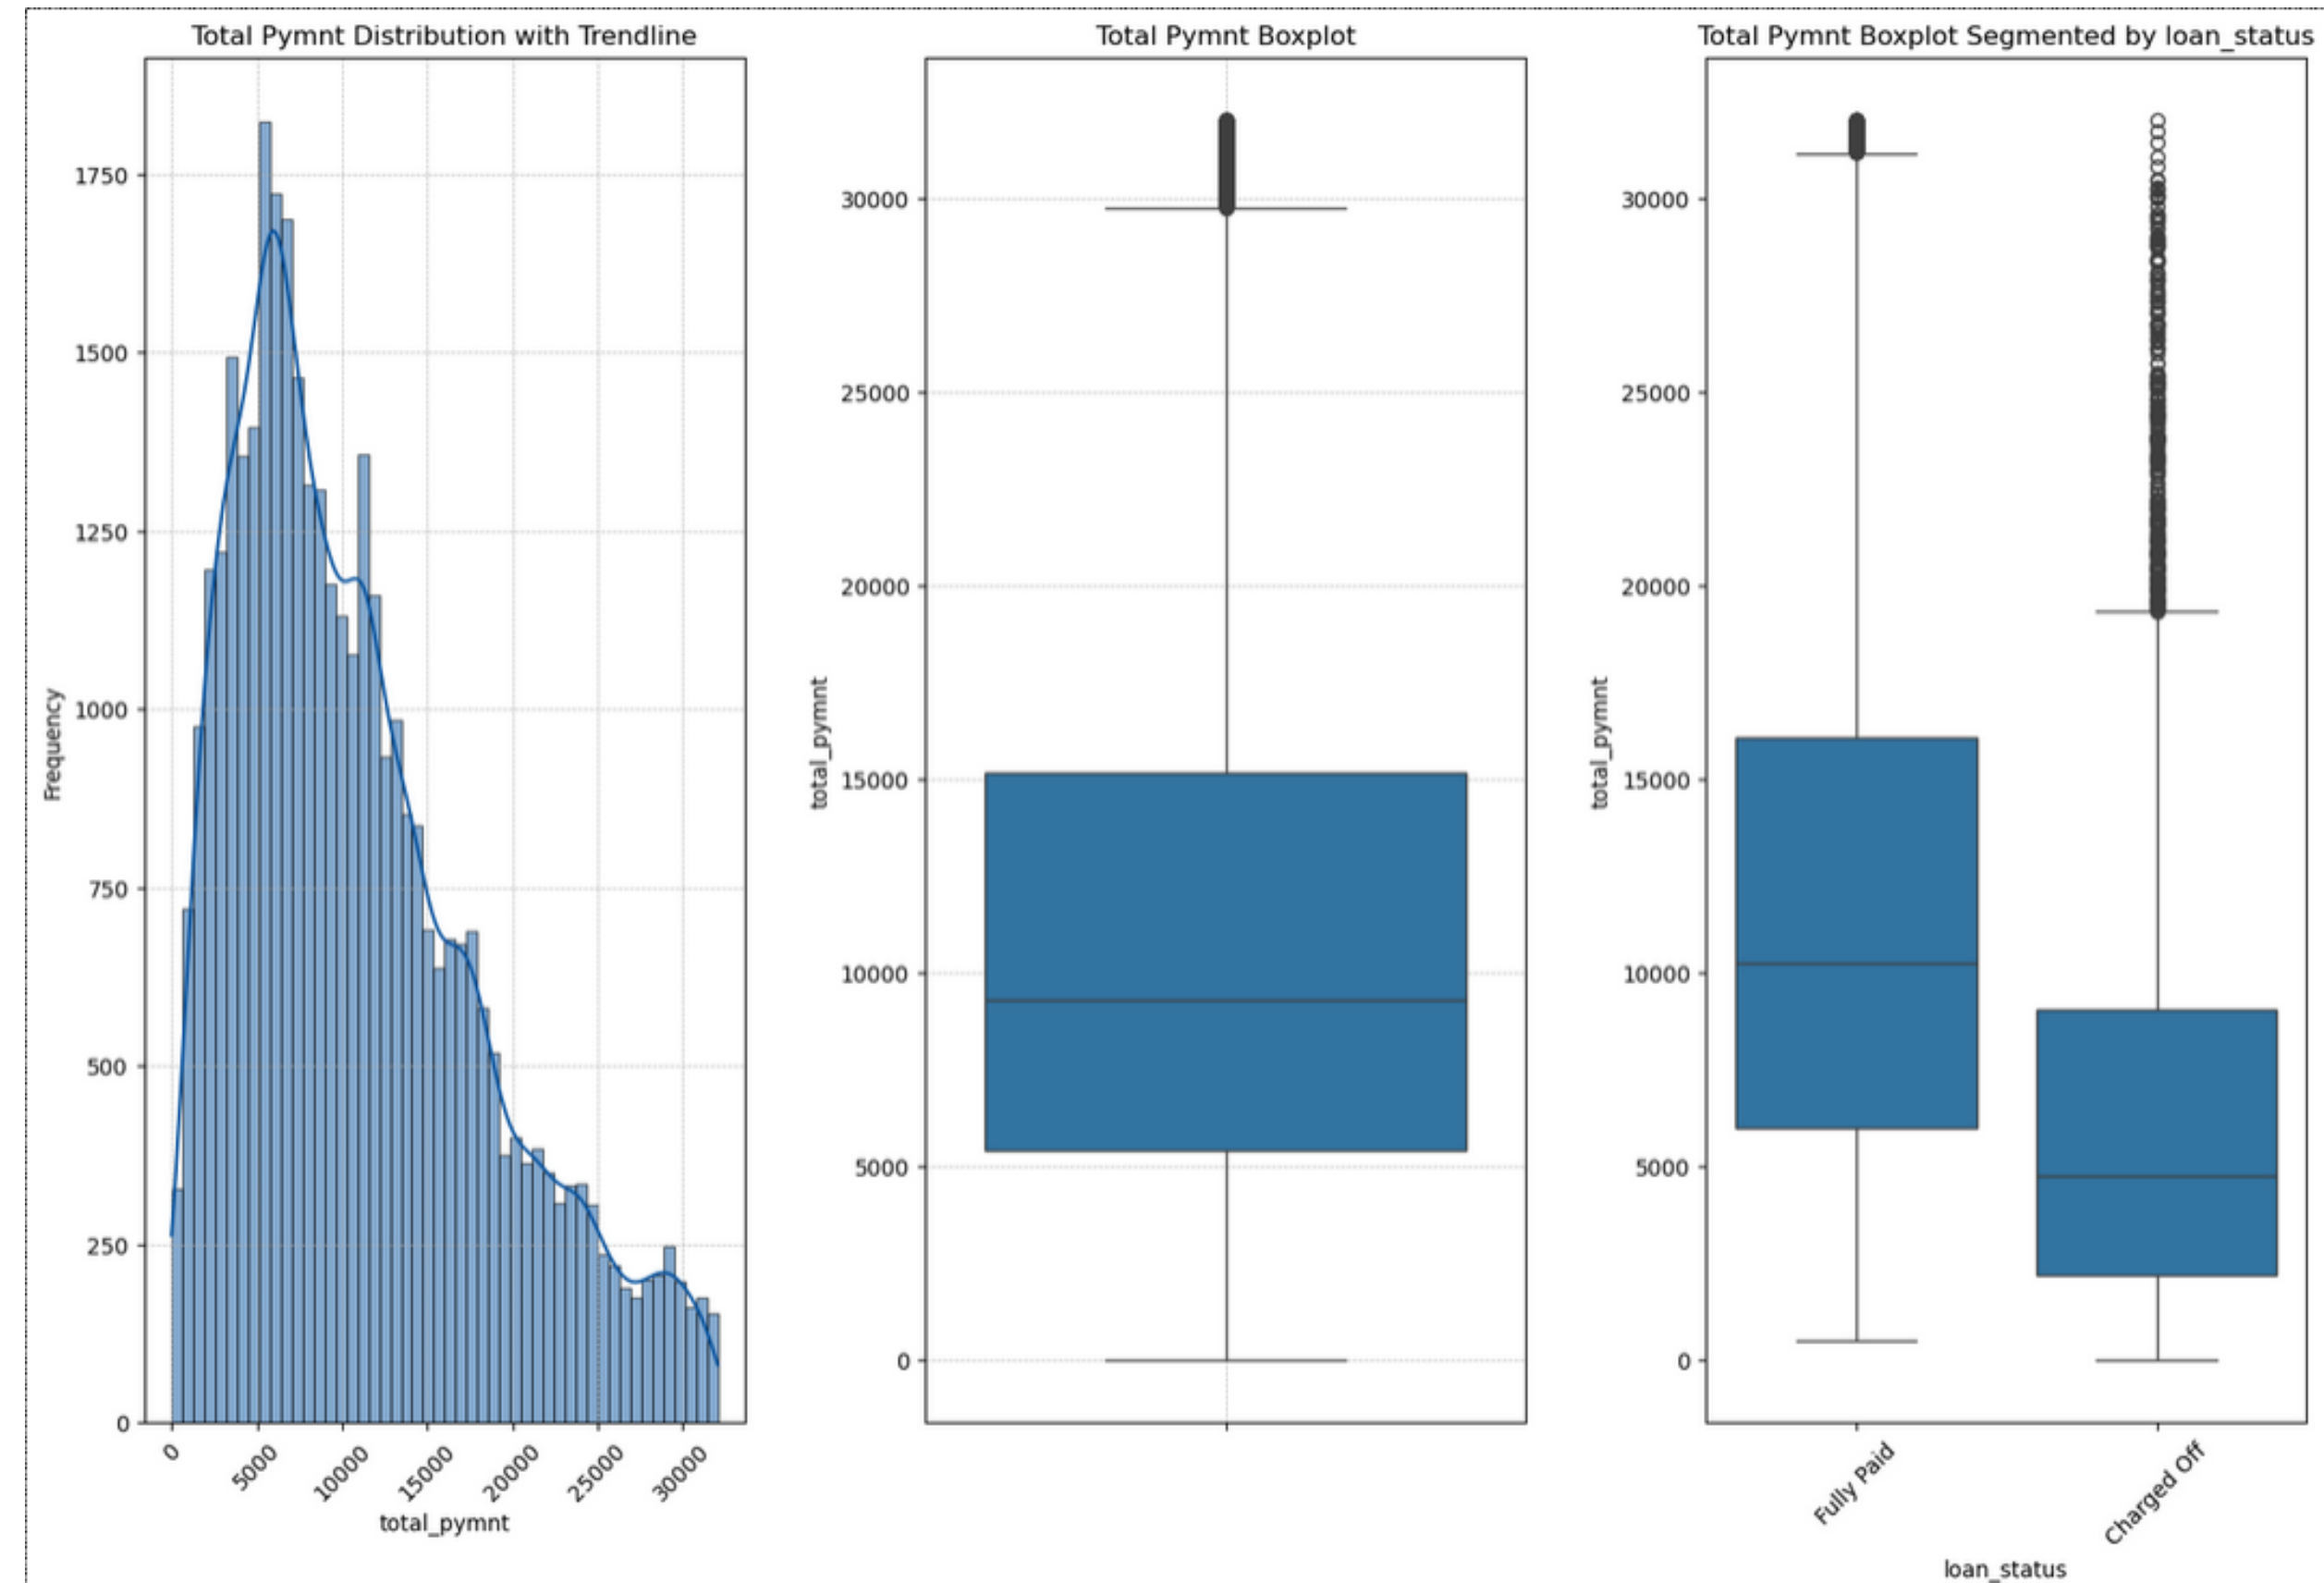 Total Pymnt Distribution with Trendline
Frequency
1750
1500
1250
1000
750
500
250
0
0
5000
10000
15000
20000
25000
30000
total_pymnt
Total Pymnt Boxplot
total_pymnt
30000
25000
20000
15000
10000
5000
0
Total Pymnt Boxplot Segmented by loan_status
total_pymnt
30000
25000
20000
15000
10000
5000
0
Fully Paid
Charged Off
loan_status